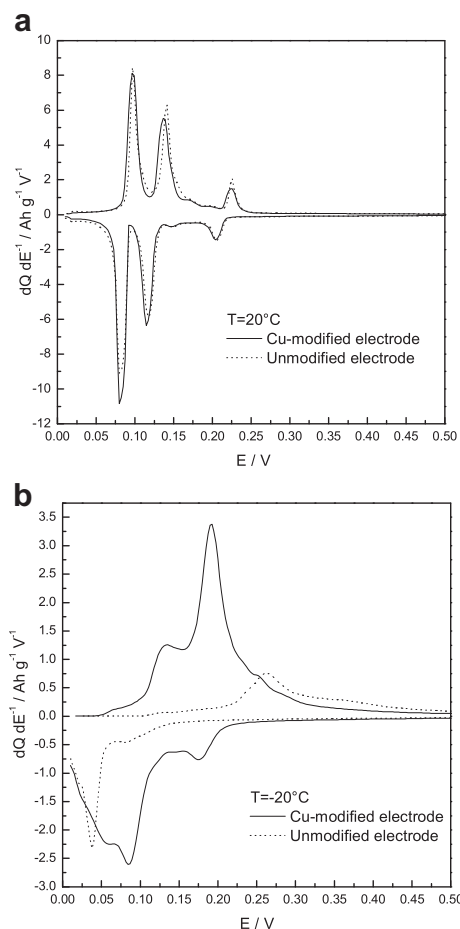 a
10
8
6
4
2
0
-2
-4
-6
-8
-10
-12
dQ dE⁻¹ / Ah g⁻¹ V⁻¹
T=20°C
Cu-modified electrode
Unmodified electrode
0.00 0.05 0.10 0.15 0.20 0.25 0.30 0.35 0.40 0.45 0.50
E / V
b
3.5
3.0
2.5
2.0
1.5
1.0
0.5
0.0
-0.5
-1.0
-1.5
-2.0
-2.5
-3.0
dQ dE⁻¹ / Ah g⁻¹ V⁻¹
T=-20°C
Cu-modified electrode
Unmodified electrode
0.00 0.05 0.10 0.15 0.20 0.25 0.30 0.35 0.40 0.45 0.50
E / V